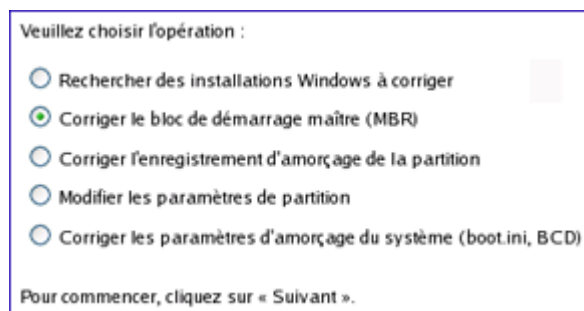 Veuillez choisir l'opération :
Rechercher des installations Windows à corriger
Corriger le bloc de démarrage maître (MBR)
Corriger l'enregistrement d'amorçage de la partition
Modifier les paramètres de partition
Corriger les paramètres d'amorçage du système (boot.ini, BCD)
Pour commencer, cliquez sur « Suivant ».